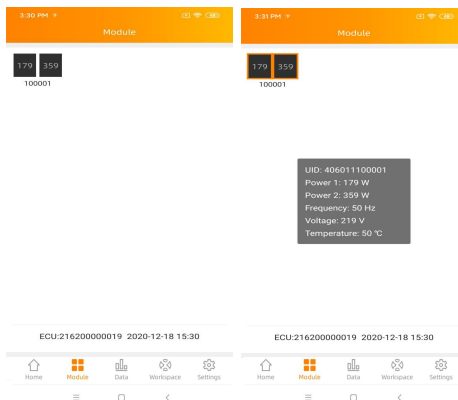 3:30 PM
Module
179 359
100001
ECU:216200000019 2020-12-18 15:30
Home Module Data Workspace Settings
3:31 PM
Module
179 359
100001
UID: 406011100001
Power 1: 179 W
Power 2: 359 W
Frequency: 50 Hz
Voltage: 219 V
Temperature: 50 ℃
ECU:216200000019 2020-12-18 15:30
Home Module Data Workspace Settings